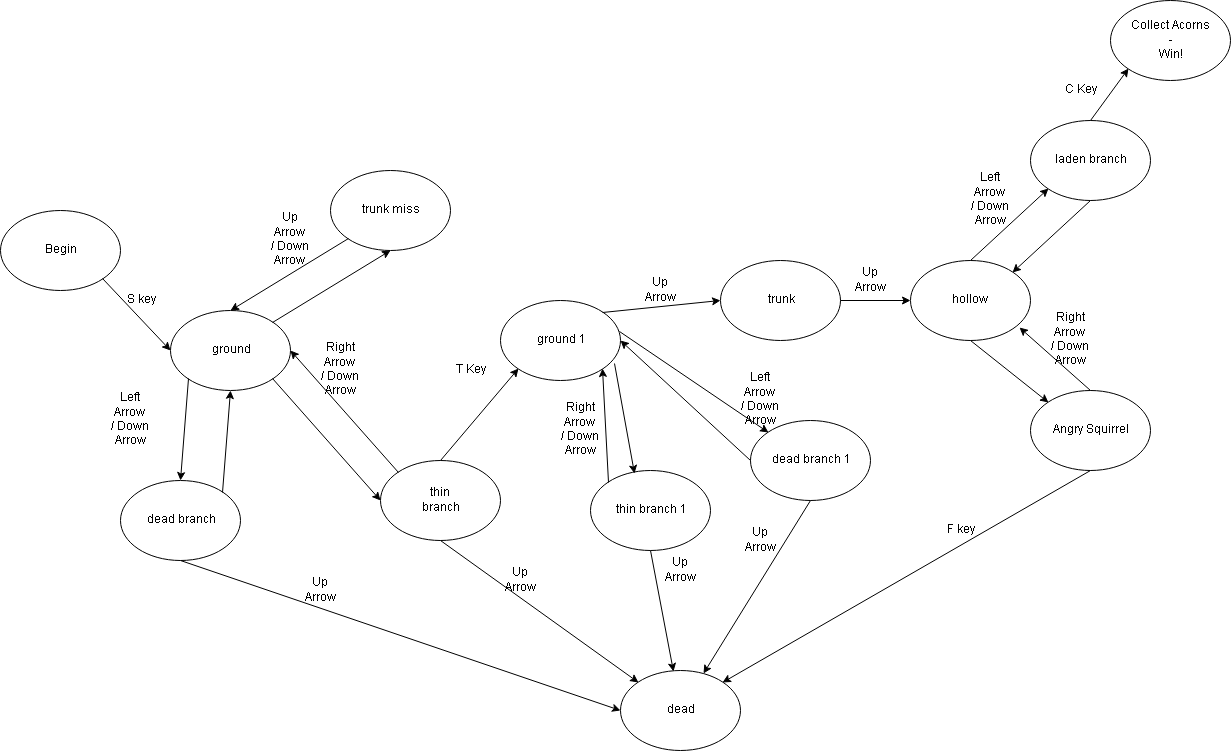 Collect Acorns
-
Win!
C Key
laden branch
Left
Arrow
/ Down
Arrow
trunk miss
Up
Arrow
/ Down
Arrow
Begin
S key
ground
Right
Arrow
/ Down
Arrow
T Key
ground 1
Up
Arrow
trunk
Up
Arrow
hollow
Right
Arrow
/ Down
Arrow
Left
Arrow
/ Down
Arrow
Right
Arrow
/ Down
Arrow
Left
Arrow
/ Down
Arrow
Angry Squirrel
dead branch 1
thin
branch
thin branch 1
dead branch
Up
Arrow
Up
Arrow
Up
Arrow
Up
Arrow
F key
dead